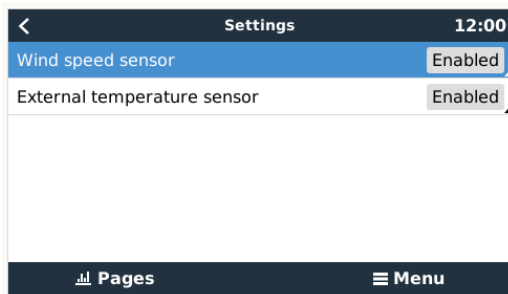 Settings 12:00
Wind speed sensor Enabled
External temperature sensor Enabled
Pages Menu